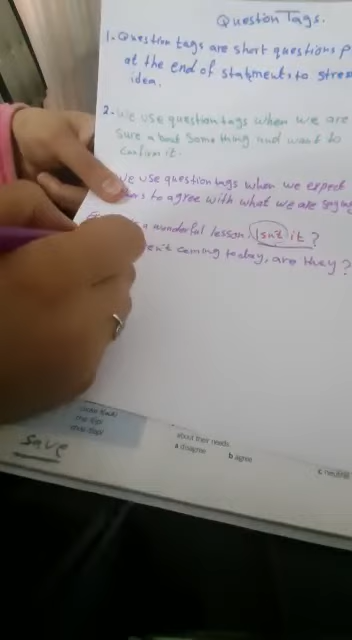 Question Tags.
1. Question tags are short questions
at the end of statments to stress
idea.
2. We use question tags when we are
sure about something and want to
confirm it.
We use question tags when we expect
to agree with what we are saying
a wonderful lesson, isn't it?
coming today, are they?
about their needs.
a disagree b agree c neutral
save